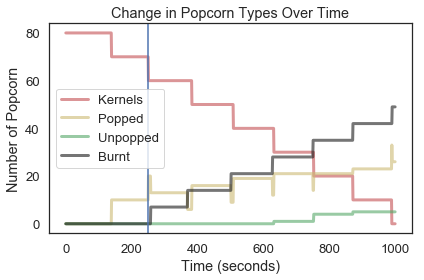 Change in Popcorn Types Over Time
Number of Popcorn
80
60
40
20
0
Kernels
Popped
Unpopped
Burnt
0 200 400 600 800 1000
Time (seconds)